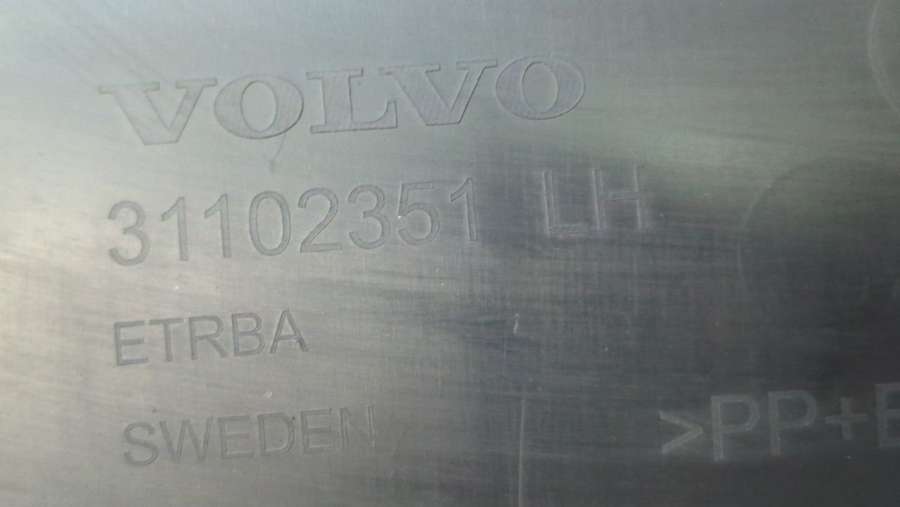 VOLVO
31102351 LH
ETRBA
SWEDEN
>PP+E